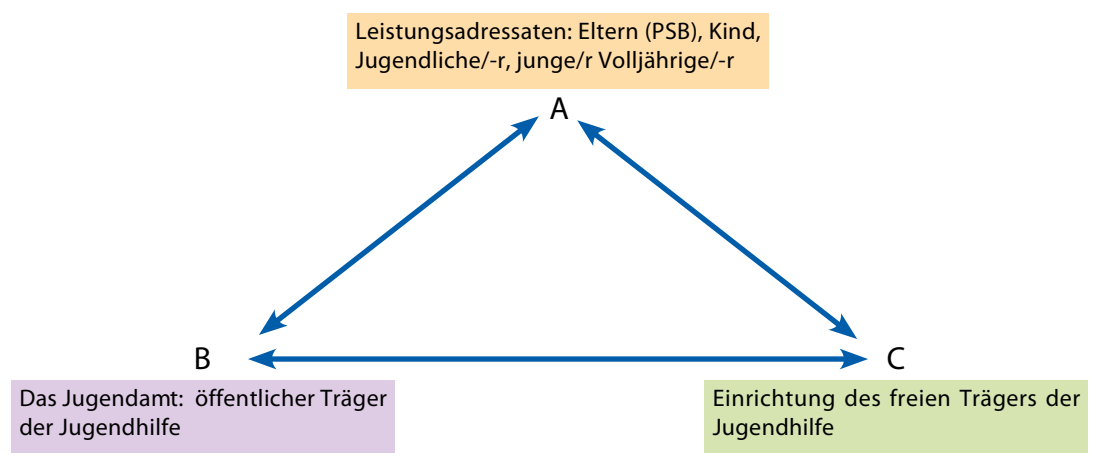 Leistungsadressaten: Eltern (PSB), Kind,
Jugendliche/-r, junge/r Volljährige/-r
A
B
C
Das Jugendamt: öffentlicher Träger
der Jugendhilfe
Einrichtung des freien Trägers der
Jugendhilfe